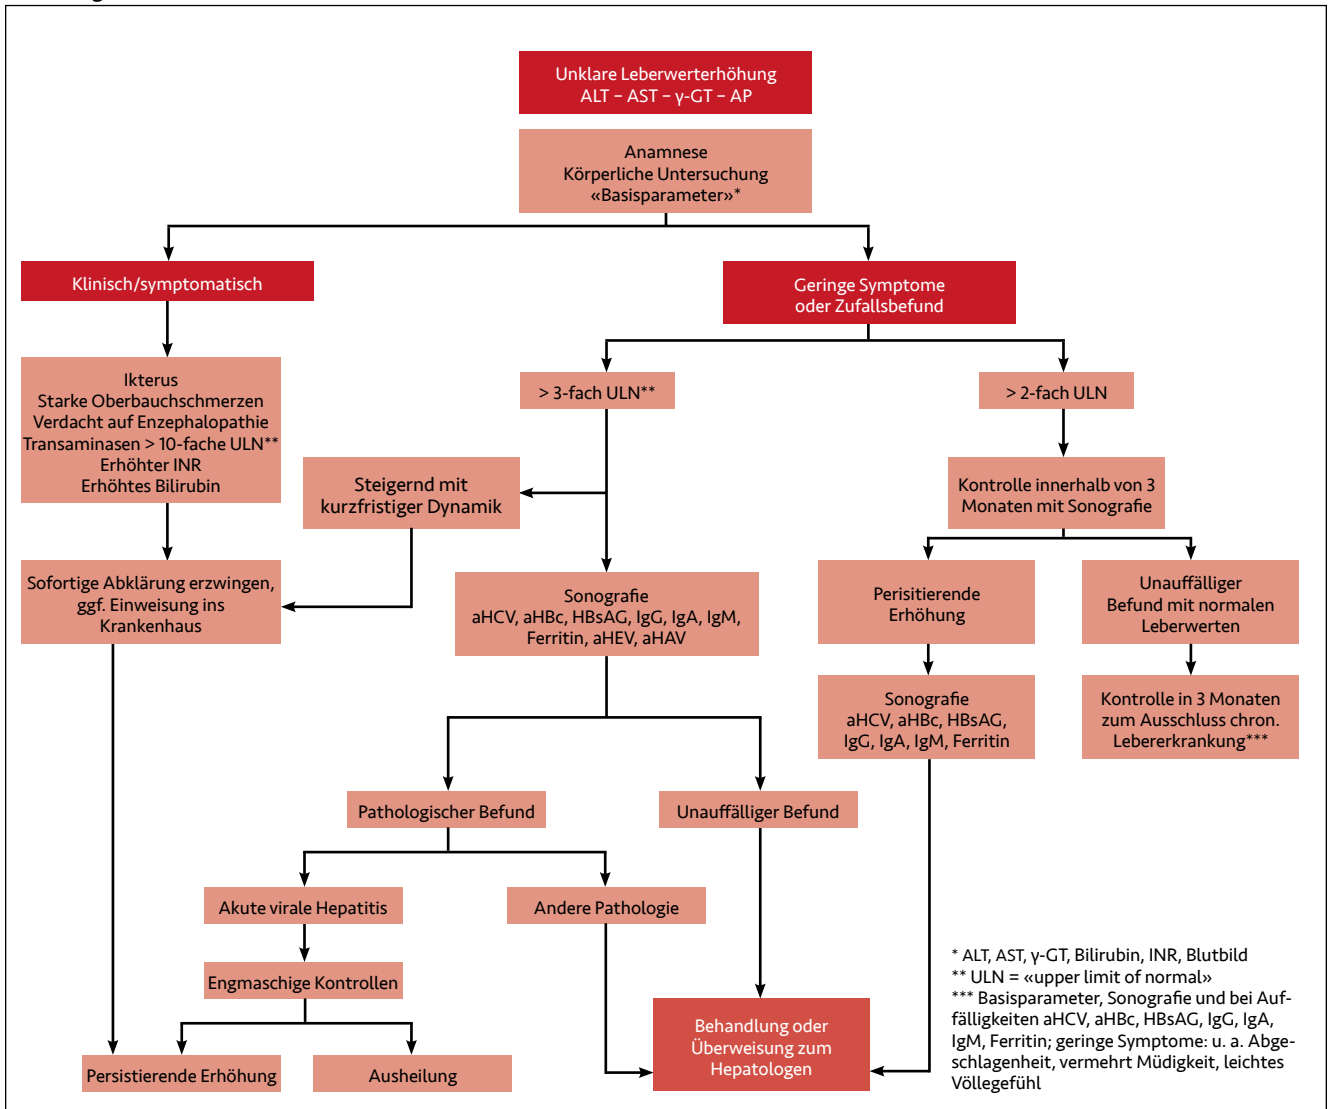 Unklare Leberwerterhöhung
ALT – AST – γ-GT – AP
Anamnese
Körperliche Untersuchung
«Basisparameter»*
Klinisch/symptomatisch
Geringe Symptome
oder Zufallsbefund
Ikterus
Starke Oberbauchschmerzen
Verdacht auf Enzephalopathie
Transaminasen > 10-fache ULN**
Erhöhter INR
Erhöhtes Bilirubin
> 3-fach ULN**
> 2-fach ULN
Steigernd mit
kurzfristiger Dynamik
Kontrolle innerhalb von 3
Monaten mit Sonografie
Sofortige Abklärung erzwingen,
ggf. Einweisung ins
Krankenhaus
Sonografie
aHCV, aHBc, HBsAG, IgG, IgA, IgM,
Ferritin, aHEV, aHAV
Perisitierende
Erhöhung
Unauffälliger
Befund mit normalen
Leberwerten
Sonografie
aHCV, aHBc, HBsAG,
IgG, IgA, IgM, Ferritin
Kontrolle in 3 Monaten
zum Ausschluss chron.
Lebererkrankung***
Pathologischer Befund
Unauffälliger Befund
Akute virale Hepatitis
Andere Pathologie
Engmaschige Kontrollen
Behandlung oder
Überweisung zum
Hepatologen
Persistierende Erhöhung
Ausheilung
* ALT, AST, γ-GT, Bilirubin, INR, Blutbild
** ULN = «upper limit of normal»
*** Basisparameter, Sonografie und bei Auf-
fälligkeiten aHCV, aHBc, HBsAG, IgG, IgA,
IgM, Ferritin; geringe Symptome: u. a. Abge-
schlagenheit, vermehrt Müdigkeit, leichtes
Völlegefühl